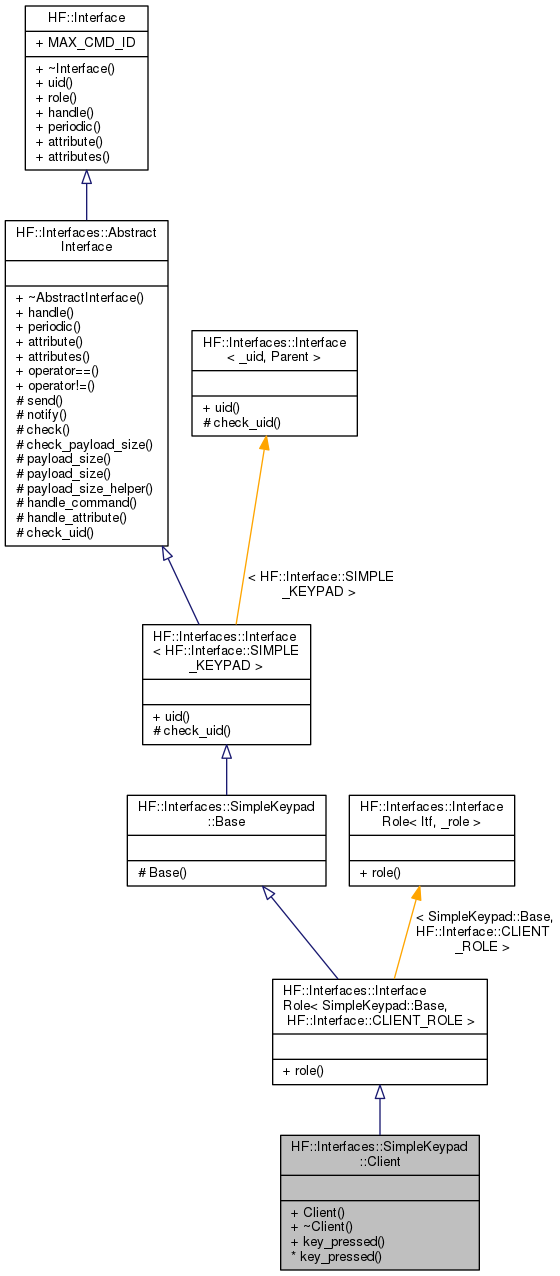 HF::Interface
+ MAX_CMD_ID
+ ~Interface()
+ uid()
+ role()
+ handle()
+ periodic()
+ attribute()
+ attributes()
HF::Interfaces::Abstract
Interface
+ ~AbstractInterface()
+ handle()
+ periodic()
+ attribute()
+ attributes()
+ operator==()
+ operator!=()
# send()
# notify()
# check()
# check_payload_size()
# payload_size()
# payload_size()
# payload_size_helper()
# handle_command()
# handle_attribute()
# check_uid()
HF::Interfaces::Interface
< _uid, Parent >
+ uid()
# check_uid()
< HF::Interface::SIMPLE
_KEYPAD >
HF::Interfaces::Interface
< HF::Interface::SIMPLE
_KEYPAD >
+ uid()
# check_uid()
HF::Interfaces::SimpleKeypad
::Base
# Base()
HF::Interfaces::Interface
Role< Itf, _role >
+ role()
< SimpleKeypad::Base,
HF::Interface::CLIENT
_ROLE >
HF::Interfaces::Interface
Role< SimpleKeypad::Base,
HF::Interface::CLIENT_ROLE >
+ role()
HF::Interfaces::SimpleKeypad
::Client
+ Client()
+ ~Client()
+ key_pressed()
* key_pressed()